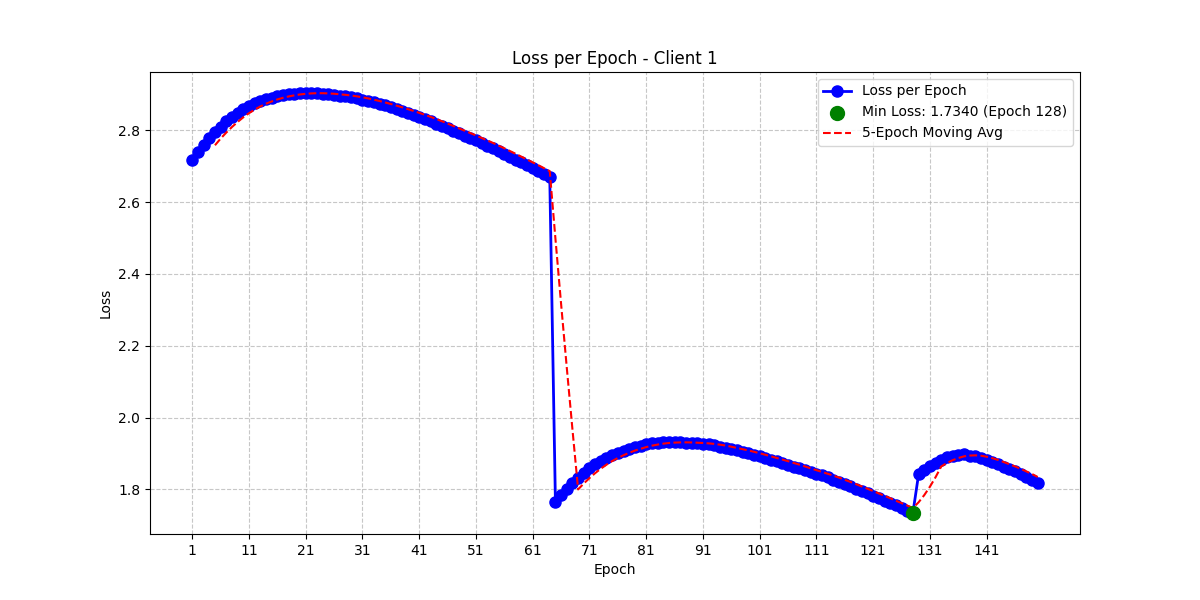 Loss per Epoch - Client 1
Loss per Epoch
Min Loss: 1.7340 (Epoch 128)
5-Epoch Moving Avg
Loss
2.8
2.6
2.4
2.2
2.0
1.8
1 11 21 31 41 51 61 71 81 91 101 111 121 131 141
Epoch